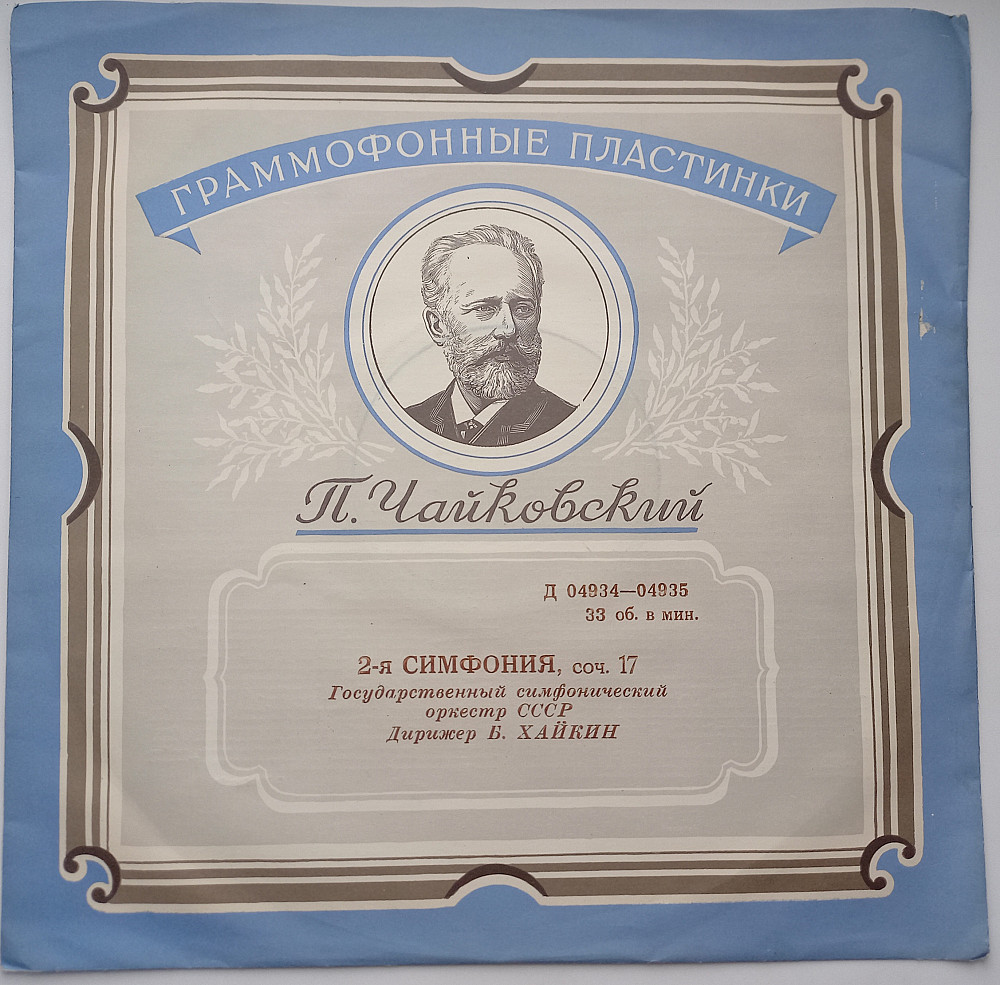 ГРАММОФОННЫЕ ПЛАСТИНКИ
П. Чайковский
Д 04934—04935
33 об. в мин.
2-я СИМФОНИЯ, соч. 17
Государственный симфонический
оркестр СССР
Дирижер Б. ХАЙКИН